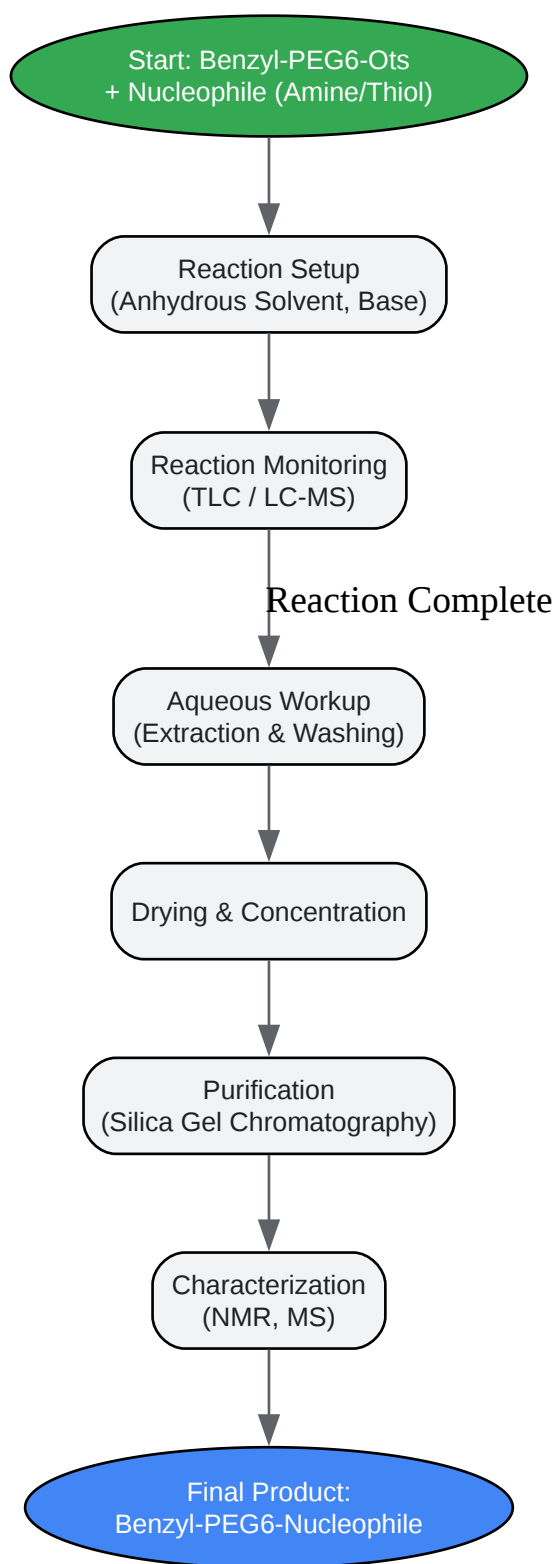 Start: Benzyl-PEG6-Ots
+ Nucleophile (Amine/Thiol)
Reaction Setup
(Anhydrous Solvent, Base)
Reaction Monitoring
(TLC / LC-MS)
Reaction Complete
Aqueous Workup
(Extraction & Washing)
Drying & Concentration
Purification
(Silica Gel Chromatography)
Characterization
(NMR, MS)
Final Product:
Benzyl-PEG6-Nucleophile